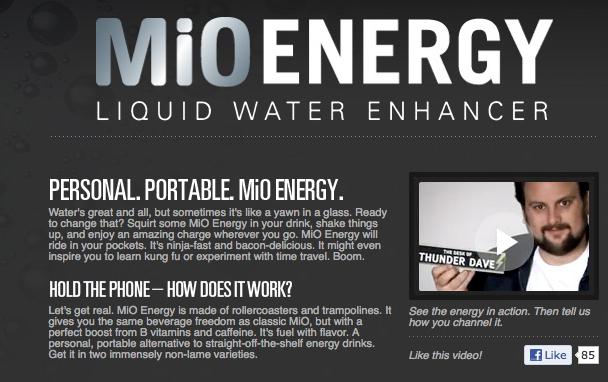 MiO ENERGY
LIQUID WATER ENHANCER
PERSONAL. PORTABLE. MiO ENERGY.
Water's great and all, but sometimes it's like a yawn in a glass. Ready
to change that? Squirt some MiO Energy in your drink, shake things
up, and enjoy an amazing charge wherever you go. MiO Energy will
ride in your pockets. It's ninja-fast and bacon-delicious. It might even
inspire you to learn kung fu or experiment with time travel. Boom.
HOLD THE PHONE – HOW DOES IT WORK?
Let's get real. MiO Energy is made of rollercoasters and trampolines. It
gives you the same beverage freedom as classic MiO, but with a
perfect boost from B vitamins and caffeine. It's fuel with flavor. A
personal, portable alternative to straight-off-the-shelf energy drinks.
Get it in two immensely non-lame varieties.
THE DESK OF
THUNDER DAVE
See the energy in action. Then tell us
how you channel it.
Like this video!
Like 85